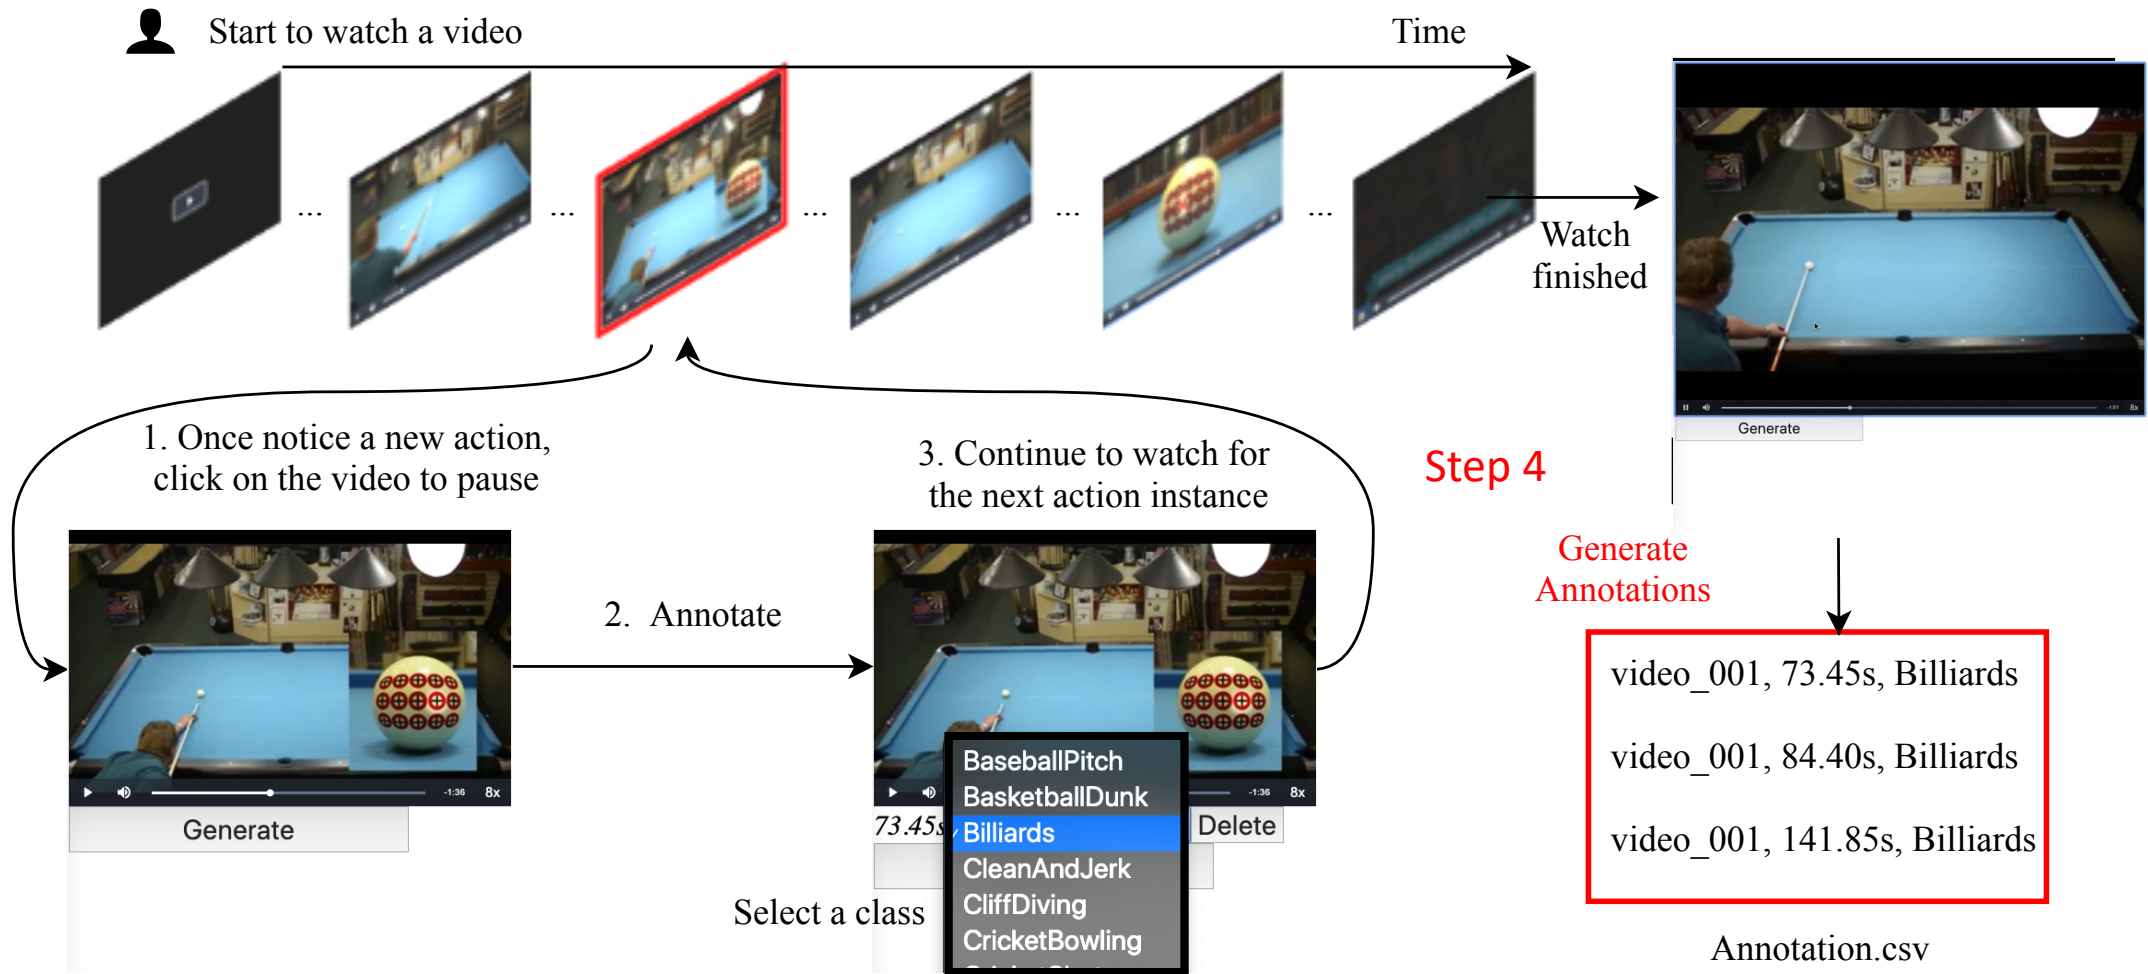 Start to watch a video
Time
...
...
...
...
...
Watch
finished
Generate
1. Once notice a new action,
click on the video to pause
3. Continue to watch for
the next action instance
Step 4
Generate
Annotations
2. Annotate
-1:36 8x
Generate
-1:36 8x
73.45s
BaseballPitch
BasketballDunk
Billiards
CleanAndJerk
CliffDiving
CricketBowling
Delete
Select a class
video_001, 73.45s, Billiards
video_001, 84.40s, Billiards
video_001, 141.85s, Billiards
Annotation.csv